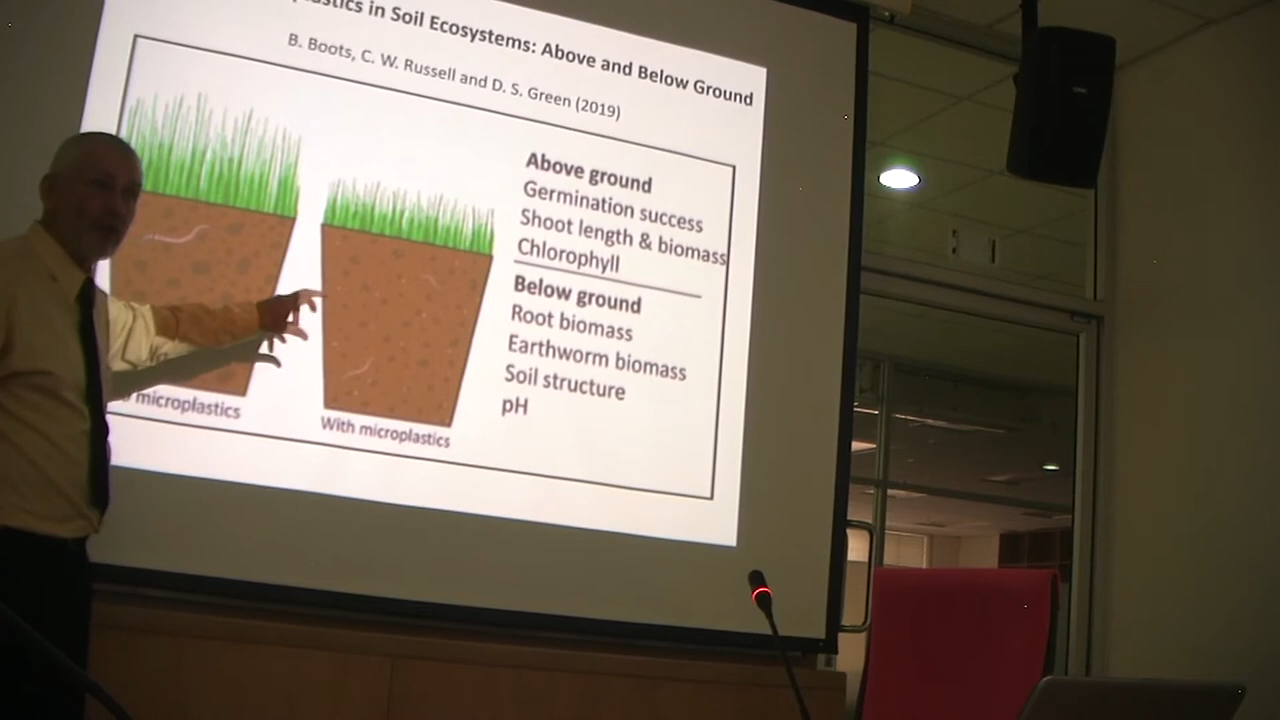 in Soil Ecosystems: Above and Below Ground
B. Boots, C. W. Russell and D. S. Green (2019)
Above ground
Germination success
Shoot length & biomass
Chlorophyll
Below ground
Root biomass
Earthworm biomass
Soil structure
pH
microplastics
With microplastics